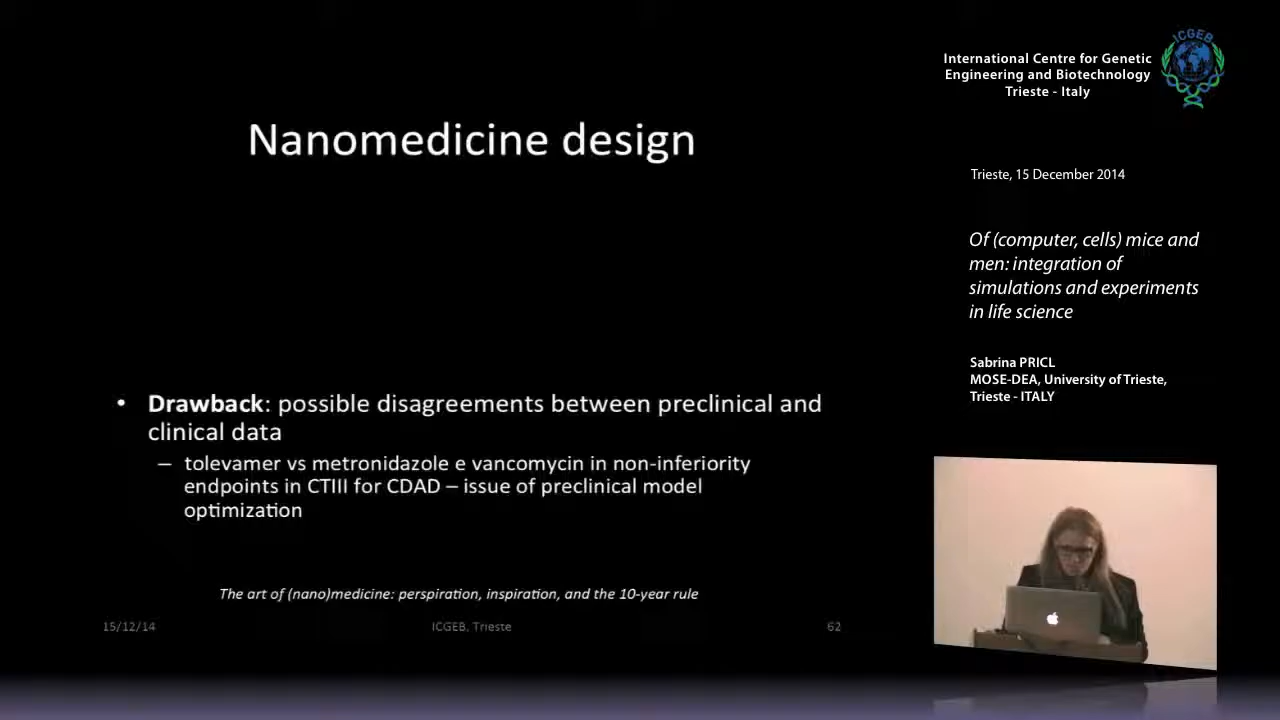 Nanomedicine design
• Drawback: possible disagreements between preclinical and
clinical data
– tolevamer vs metronidazole e vancomycin in non-inferiority
endpoints in CTIII for CDAD – issue of preclinical model
optimization
The art of (nano)medicine: perspiration, inspiration, and the 10-year rule
15/12/14 ICGEB, Trieste 62
International Centre for Genetic
Engineering and Biotechnology
Trieste - Italy
ICGEB
Trieste, 15 December 2014
Of (computer, cells) mice and
men: integration of
simulations and experiments
in life science
Sabrina PRICL
MOSE-DEA, University of Trieste,
Trieste - ITALY